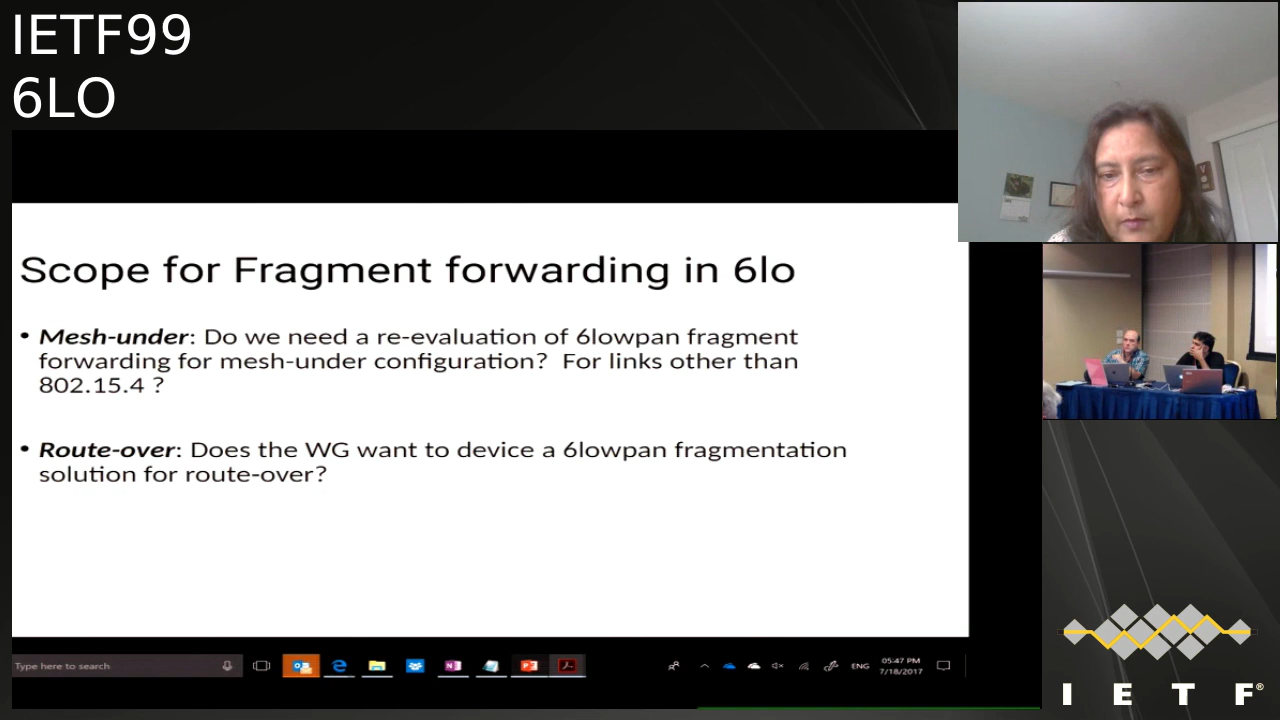 IETF99
6LO
Scope for Fragment forwarding in 6lo
• Mesh-under: Do we need a re-evaluation of 6lowpan fragment
forwarding for mesh-under configuration? For links other than
802.15.4 ?
• Route-over: Does the WG want to device a 6lowpan fragmentation
solution for route-over?
Type here to search
ENG
05:47 PM
7/18/2017
I E T F®